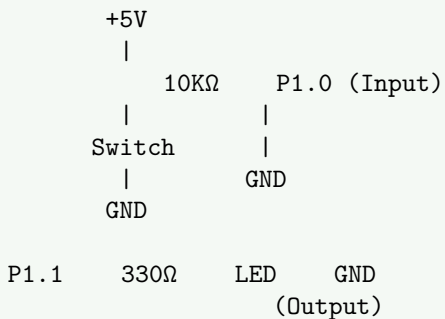 +5V
|
10KΩ P1.0 (Input)
| |
Switch |
| GND
GND
P1.1 330Ω LED GND
(Output)